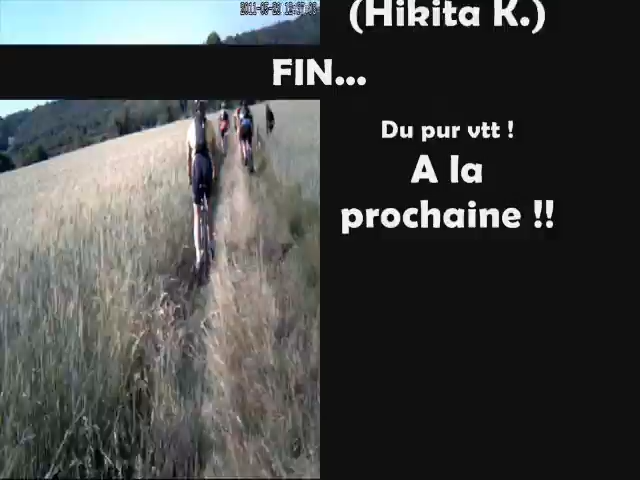 (Hikita K.)
FIN...
Du pur vtt !
A la
prochaine !!